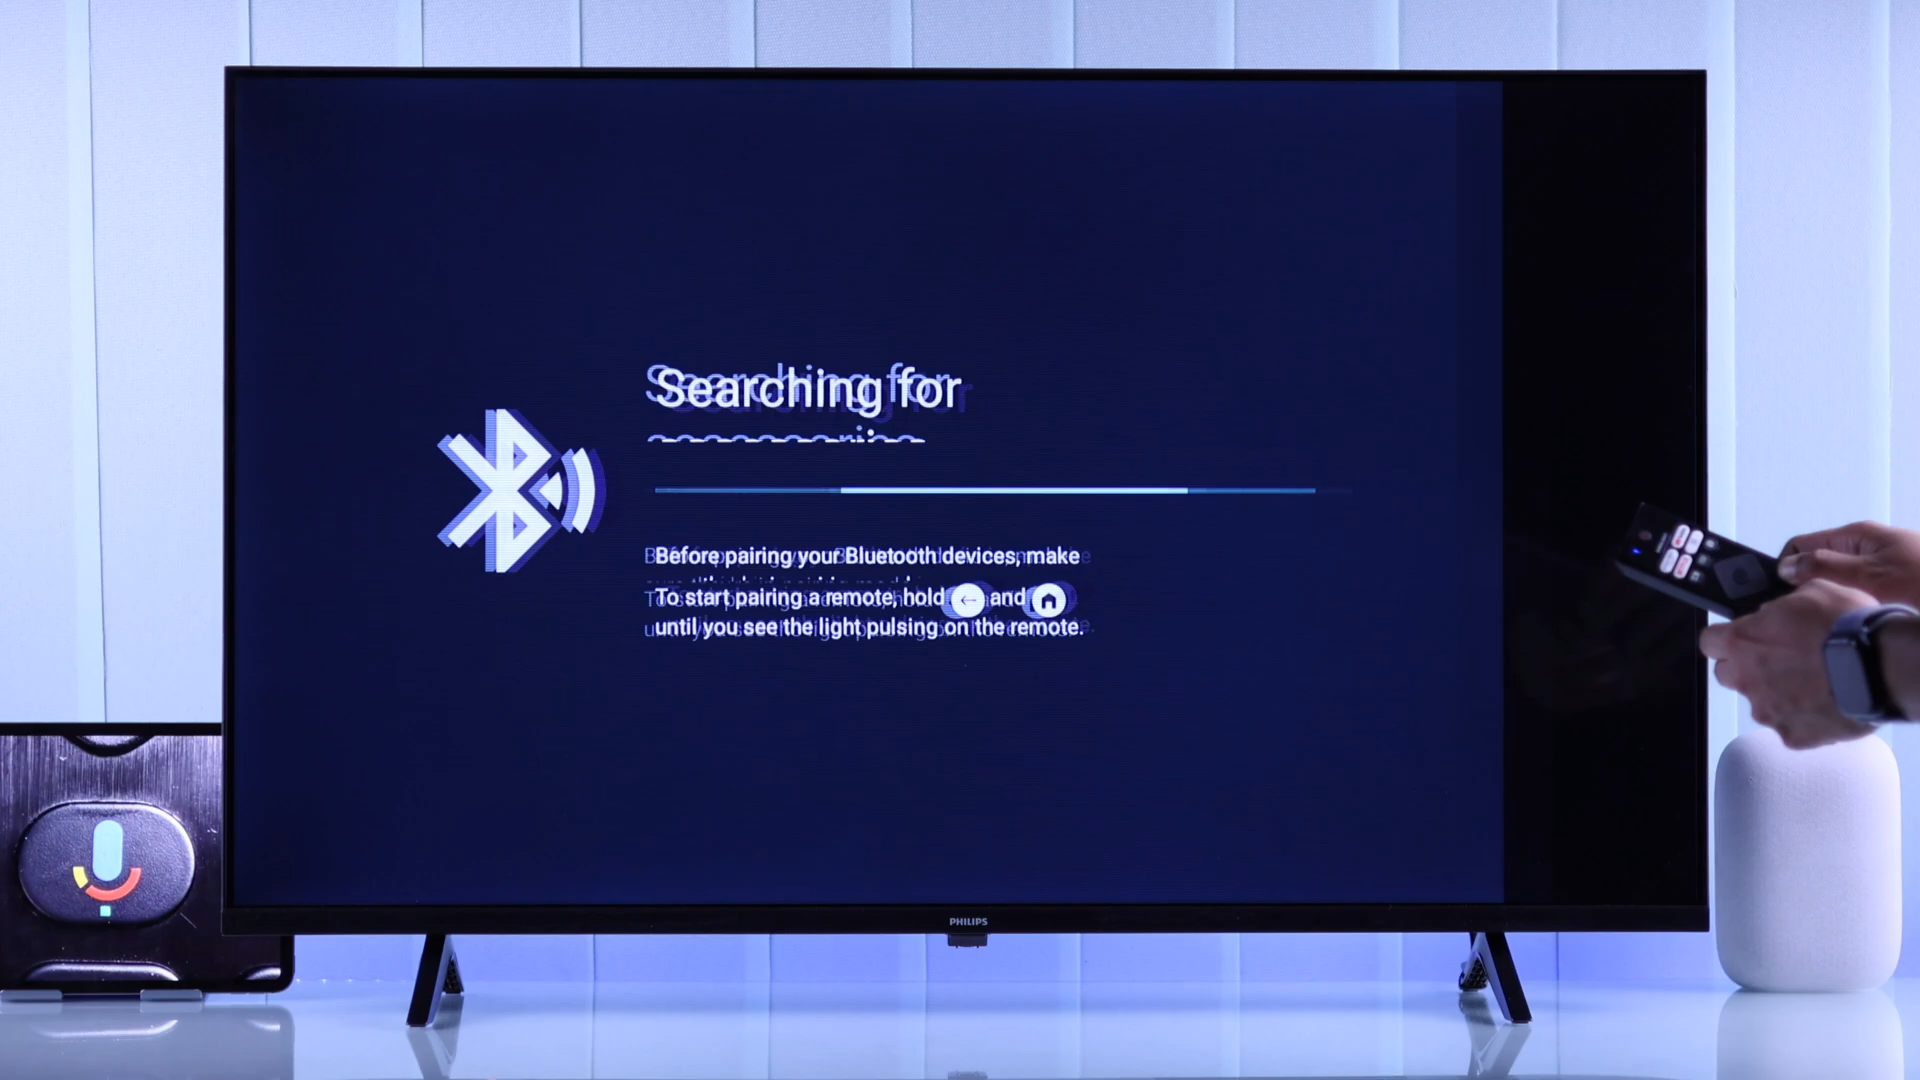 Searching for
Before pairing your Bluetooth devices, make
To start pairing a remote, hold and
until you see the light pulsing on the remote.
PHILIPS